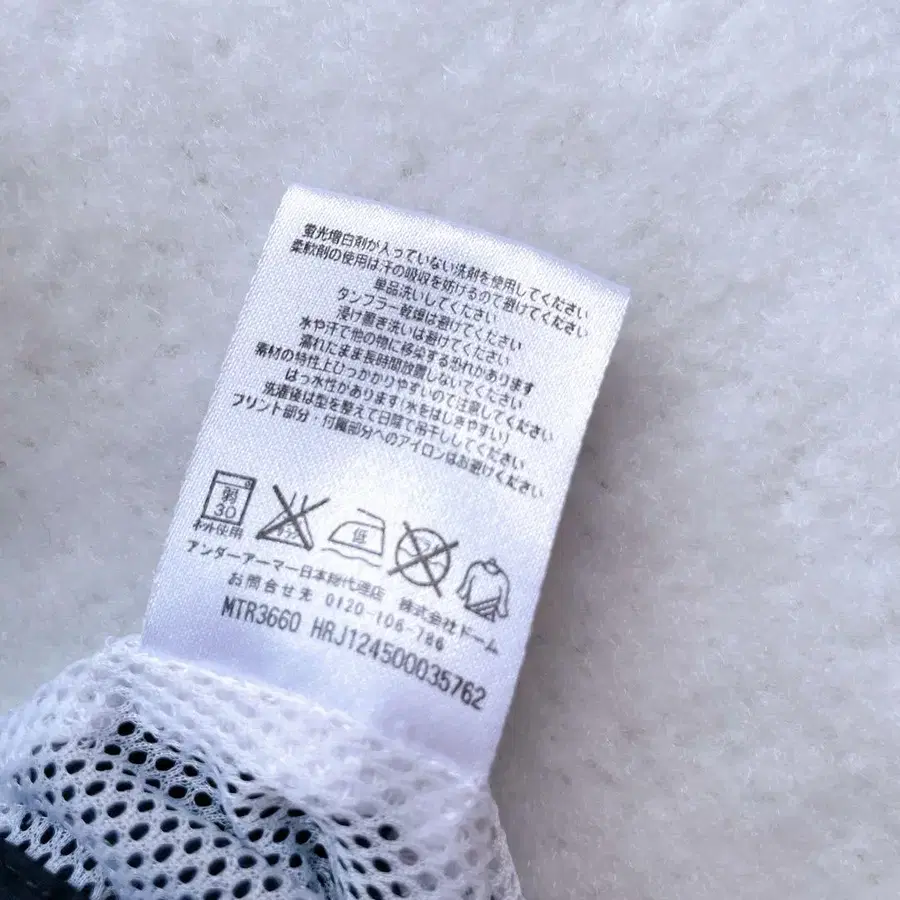 蛍光増白剤が入っていない洗剤を使用してください
柔軟剤の使用は汗の吸収を妨げるので避けてください
単品洗いしてください
タンブラー乾燥は避けてください
浸け置き洗いは避けてください
水や汗で他の物に移染する恐れがあります
濡れたまま長時間放置しないでください
素材の特性上ひっかかりやすいので注意してください
はっ水性があります(水をはじきやすい)
洗濯後は型を整えて日陰で吊干ししてください
プリント部分・付属部分へのアイロンはお避けください
弱
30
ネット使用
低
アンダーアーマー日本総代理店 株式会社ドーム
お問合せ先 0120-106-786
MTR3660 HRJ124500035762